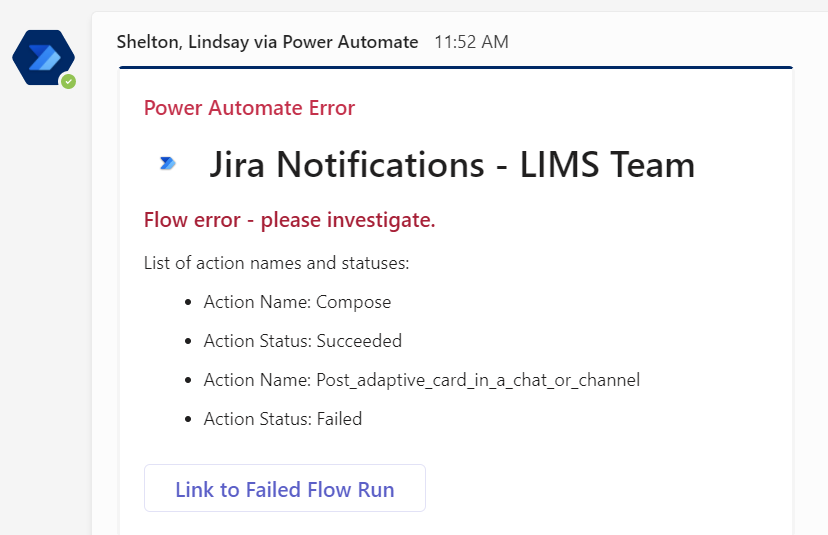 Shelton, Lindsay via Power Automate 11:52 AM
Power Automate Error
Jira Notifications - LIMS Team
Flow error - please investigate.
List of action names and statuses:
• Action Name: Compose
• Action Status: Succeeded
• Action Name: Post_adaptive_card_in_a_chat_or_channel
• Action Status: Failed
Link to Failed Flow Run